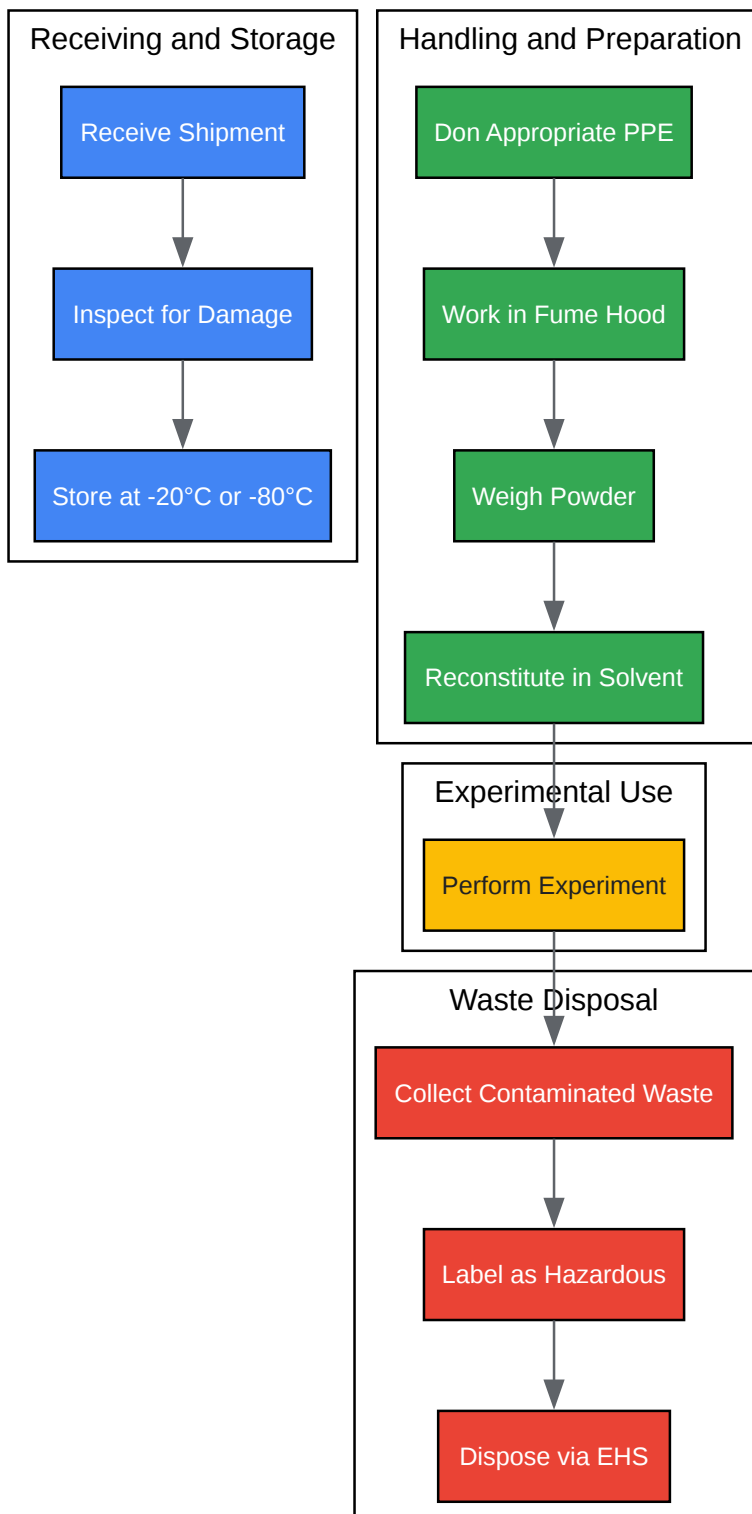 Receiving and Storage
Receive Shipment
Inspect for Damage
Store at -20°C or -80°C
Handling and Preparation
Don Appropriate PPE
Work in Fume Hood
Weigh Powder
Reconstitute in Solvent
Experimental Use
Perform Experiment
Waste Disposal
Collect Contaminated Waste
Label as Hazardous
Dispose via EHS